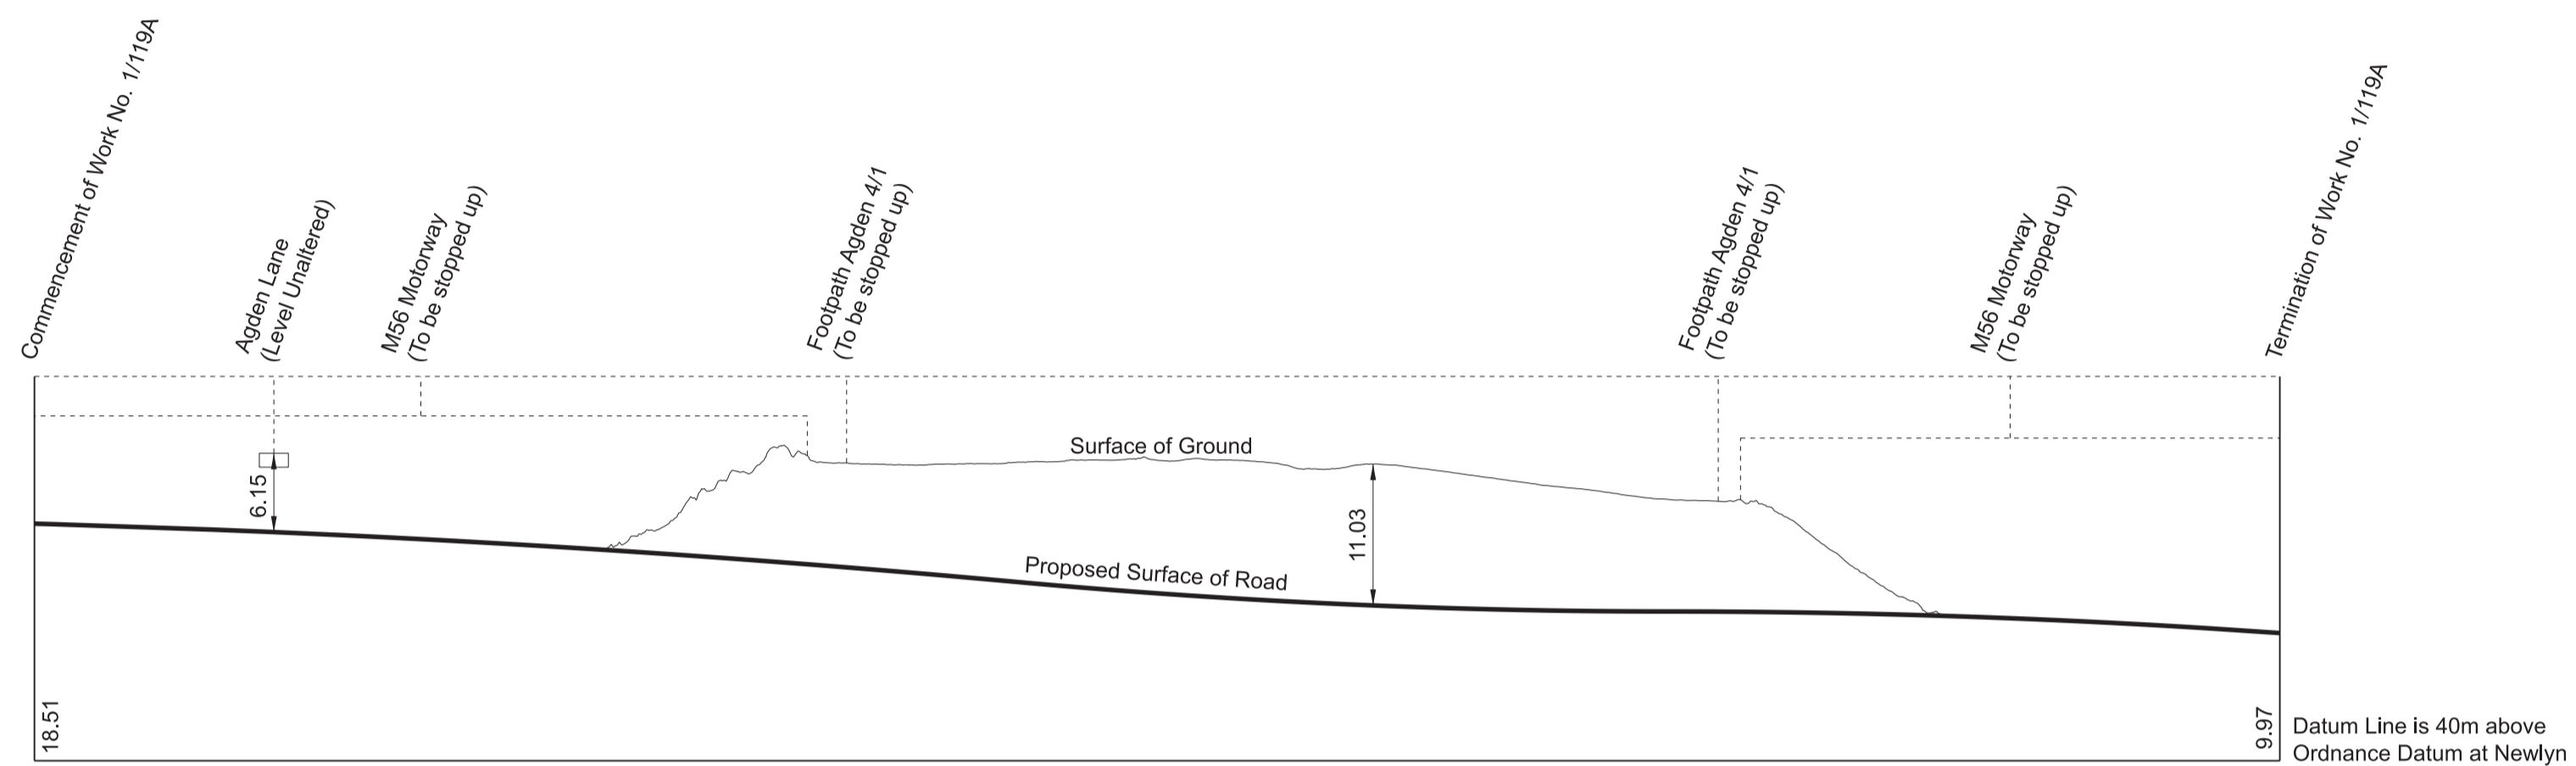 Commencement of Work No. 1/119A
Agden Lane
(Level Unaltered)
M56 Motorway
(To be stopped up)
Footpath Agden 4/1
(To be stopped up)
Footpath Agden 4/1
(To be stopped up)
M56 Motorway
(To be stopped up)
Termination of Work No. 1/119A
Surface of Ground
6.15
11.03
Proposed Surface of Road
18.51
9.97
Datum Line is 40m above
Ordnance Datum at Newlyn